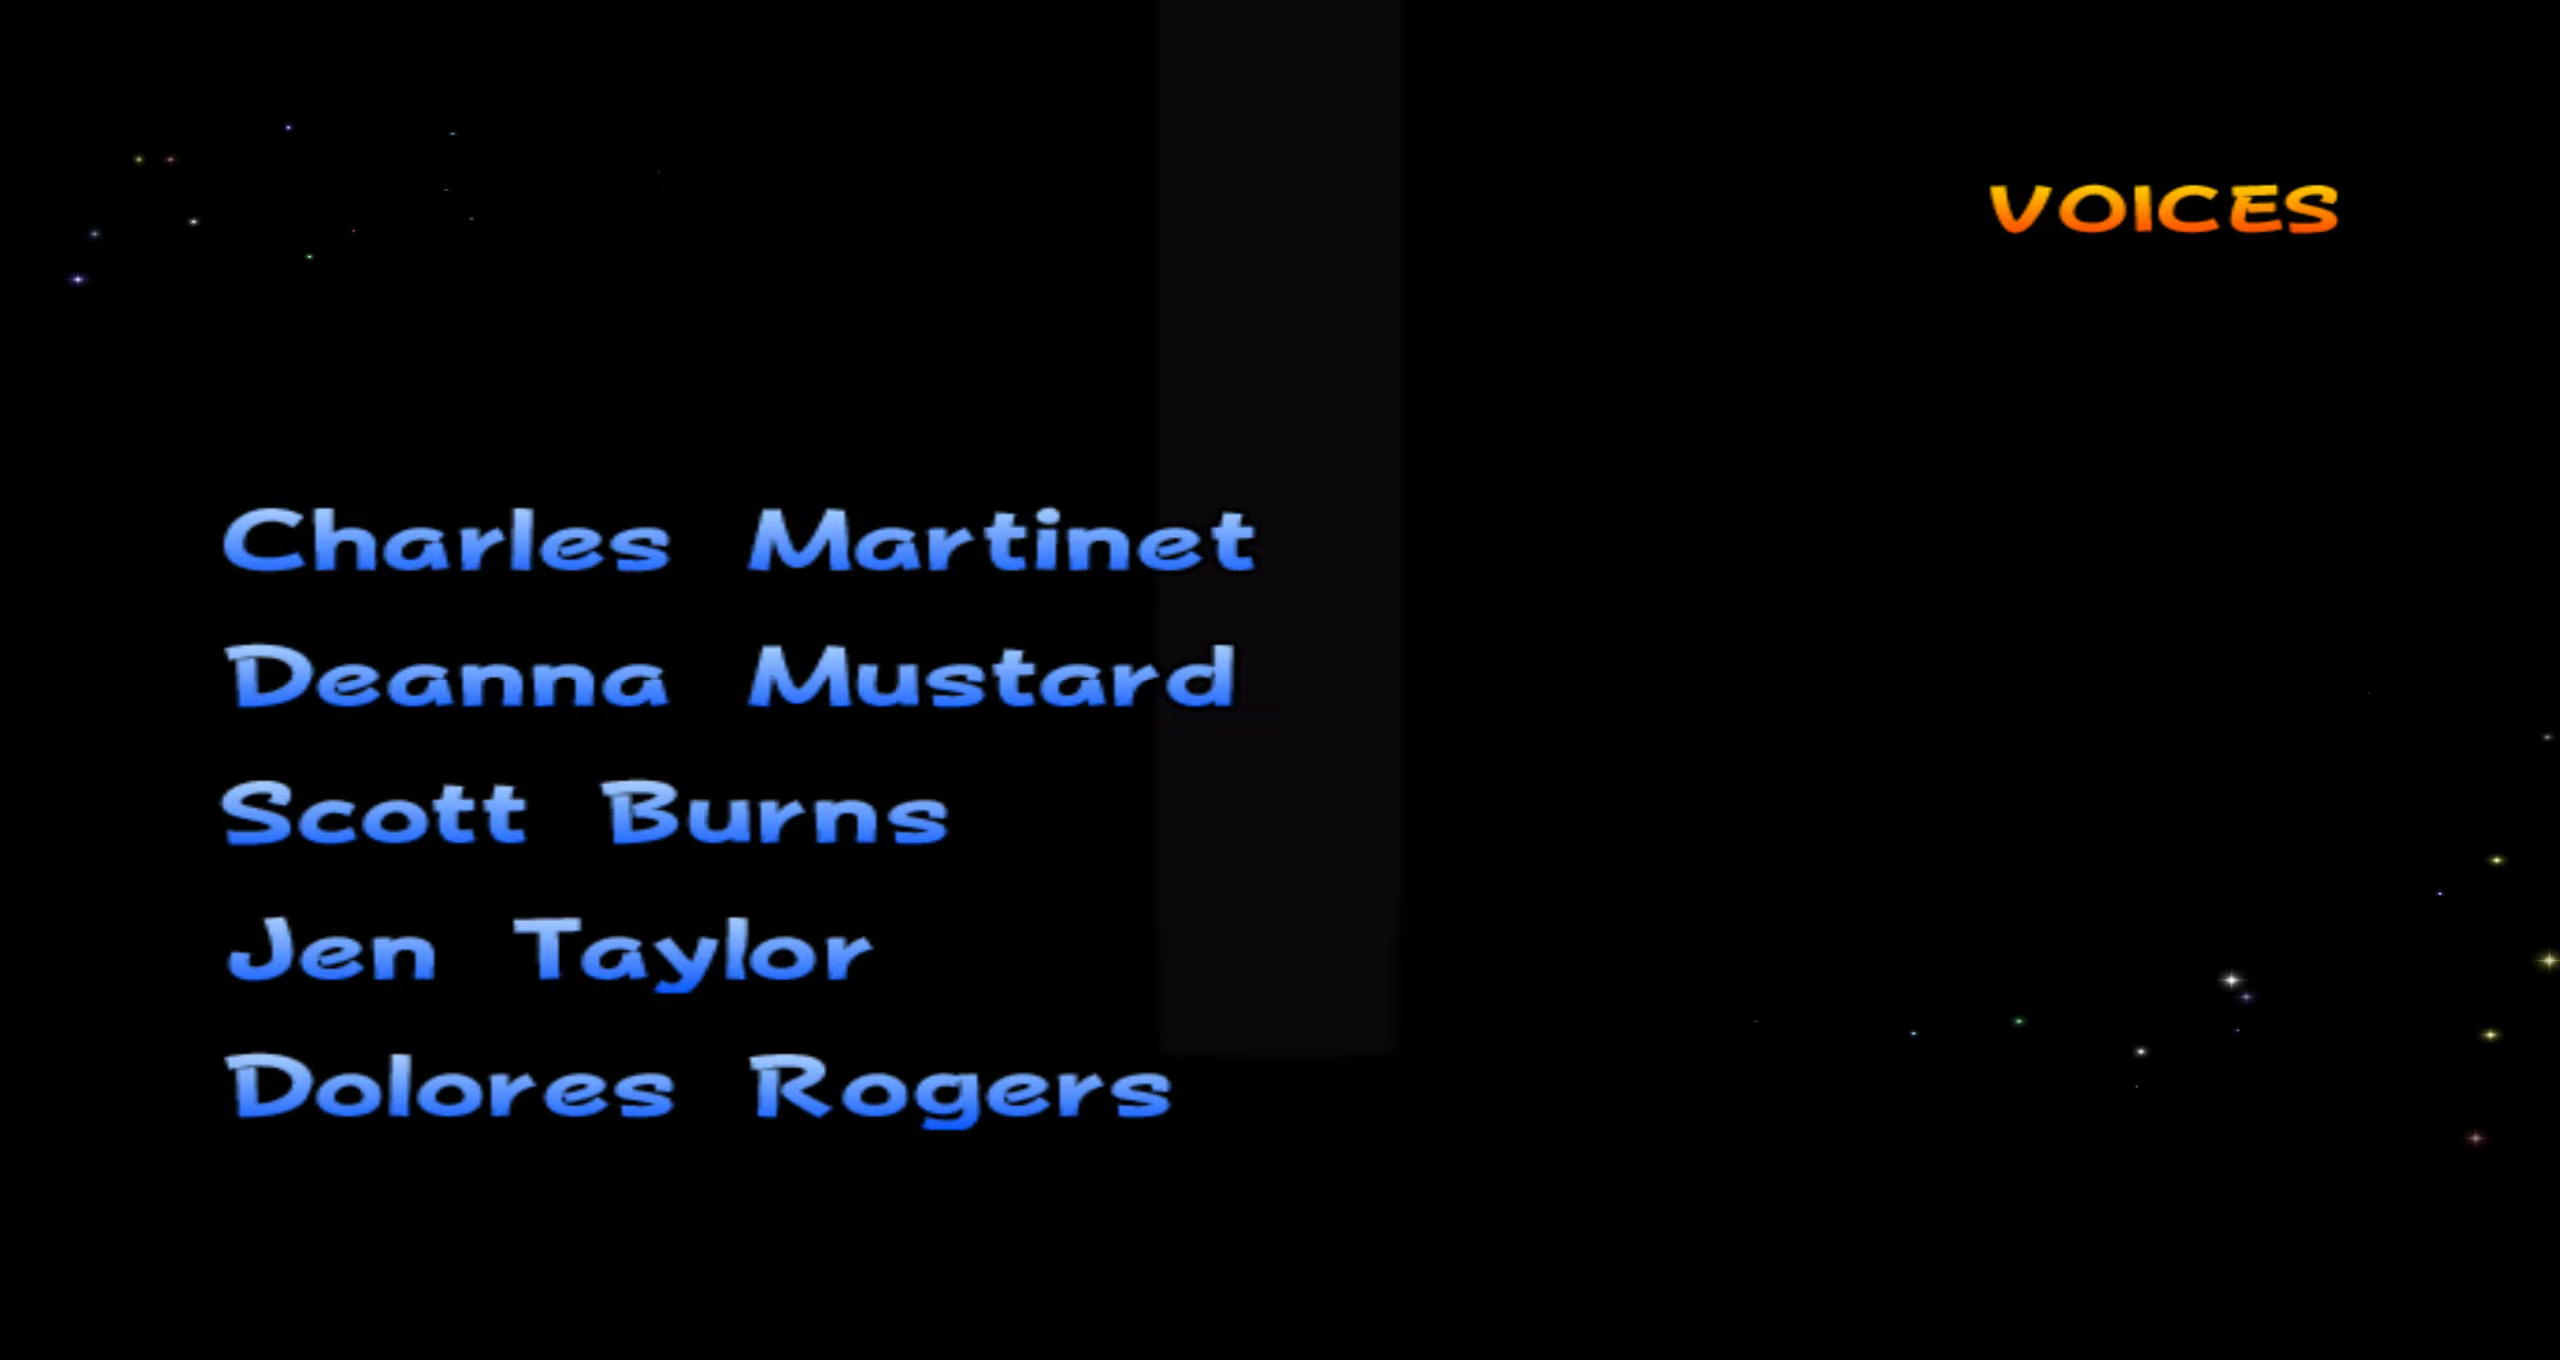 VOICES
Charles Martinet
Deanna Mustard
Scott Burns
Jen Taylor
Dolores Rogers